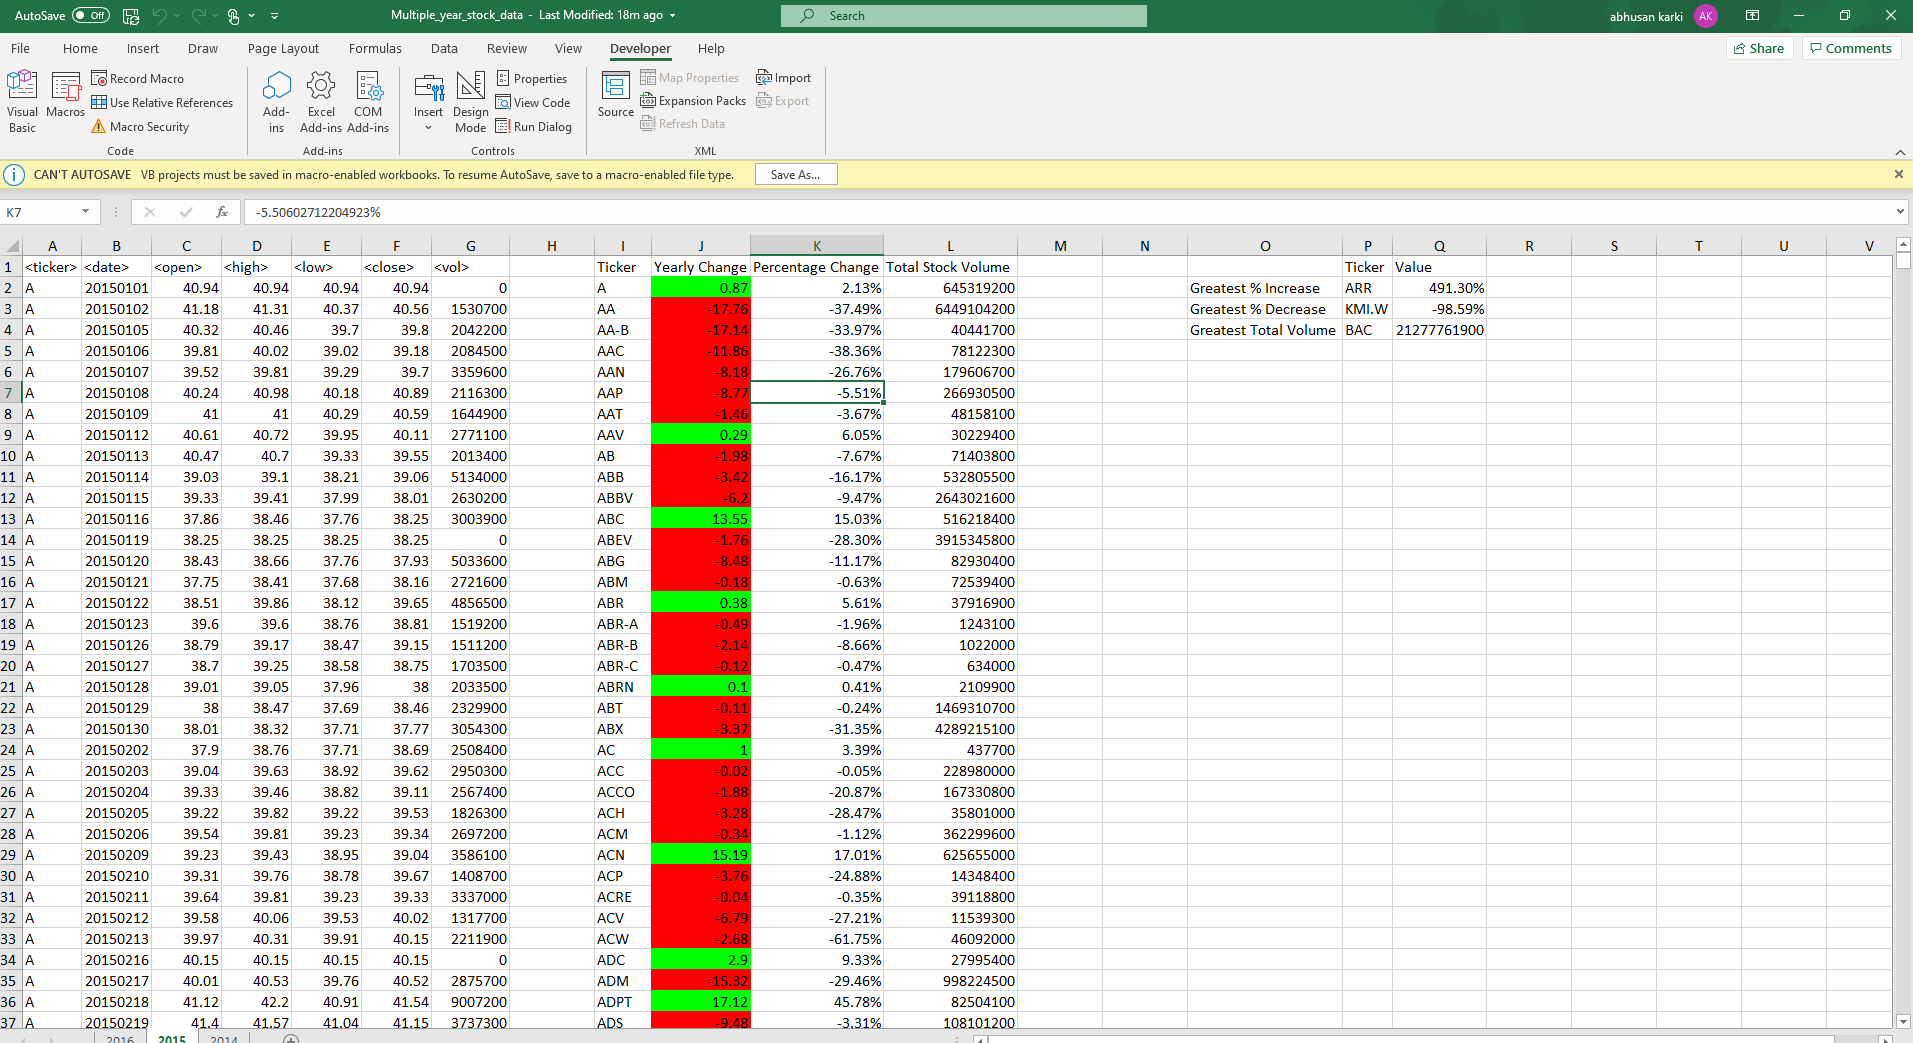 AutoSave Off Multiple_year_stock_data - Last Modified: 18m ago Search abhusan karki AK
File Home Insert Draw Page Layout Formulas Data Review View Developer Help Share Comments
Visual Basic Macros Record Macro Use Relative References Macro Security Code
Add-ins Excel Add-ins COM Add-ins Add-ins
Insert Design Mode Properties View Code Run Dialog Controls
Source Map Properties Expansion Packs Refresh Data Import Export XML
CAN'T AUTOSAVE VB projects must be saved in macro-enabled workbooks. To resume AutoSave, save to a macro-enabled file type. Save As...
K7 fx -5.50602712204923%
A B C D E F G H I J K L M N O P Q R S T U V
1 <ticker> <date> <open> <high> <low> <close> <vol> Ticker Yearly Change Percentage Change Total Stock Volume Ticker Value
2 A 20150101 40.94 40.94 40.94 40.94 0 A 0.87 2.13% 645319200 Greatest % Increase ARR 491.30%
3 A 20150102 41.18 41.31 40.37 40.56 1530700 AA -17.76 -37.49% 6449104200 Greatest % Decrease KMI.W -98.59%
4 A 20150105 40.32 40.46 39.7 39.8 2042200 AA-B -17.14 -33.97% 40441700 Greatest Total Volume BAC 21277761900
5 A 20150106 39.81 40.02 39.02 39.18 2084500 AAC -11.86 -38.36% 78122300
6 A 20150107 39.52 39.81 39.29 39.7 3359600 AAN -8.18 -26.76% 179606700
7 A 20150108 40.24 40.98 40.18 40.89 2116300 AAP -8.77 -5.51% 266930500
8 A 20150109 41 41 40.29 40.59 1644900 AAT -1.46 -3.67% 48158100
9 A 20150112 40.61 40.72 39.95 40.11 2771100 AAV 0.29 6.05% 30229400
10 A 20150113 40.47 40.7 39.33 39.55 2013400 AB -1.98 -7.67% 71403800
11 A 20150114 39.03 39.1 38.21 39.06 5134000 ABB -3.42 -16.17% 532805500
12 A 20150115 39.33 39.41 37.99 38.01 2630200 ABBV -6.2 -9.47% 2643021600
13 A 20150116 37.86 38.46 37.76 38.25 3003900 ABC 13.55 15.03% 516218400
14 A 20150119 38.25 38.25 38.25 38.25 0 ABEV -1.76 -28.30% 3915345800
15 A 20150120 38.43 38.66 37.76 37.93 5033600 ABG -8.48 -11.17% 82930400
16 A 20150121 37.75 38.41 37.68 38.16 2721600 ABM -0.18 -0.63% 72539400
17 A 20150122 38.51 39.86 38.12 39.65 4856500 ABR 0.38 5.61% 37916900
18 A 20150123 39.6 39.6 38.76 38.81 1519200 ABR-A -0.49 -1.96% 1243100
19 A 20150126 38.79 39.17 38.47 39.15 1511200 ABR-B -2.14 -8.66% 1022000
20 A 20150127 38.7 39.25 38.58 38.75 1703500 ABR-C -0.12 -0.47% 634000
21 A 20150128 39.01 39.05 37.96 38 2033500 ABRN 0.1 0.41% 2109900
22 A 20150129 38 38.47 37.69 38.46 2329900 ABT -0.11 -0.24% 1469310700
23 A 20150130 38.01 38.32 37.71 37.77 3054300 ABX -3.37 -31.35% 4289215100
24 A 20150202 37.9 38.76 37.71 38.69 2508400 AC 1 3.39% 437700
25 A 20150203 39.04 39.63 38.92 39.62 2950300 ACC -0.02 -0.05% 228980000
26 A 20150204 39.33 39.46 38.82 39.11 2567400 ACCO -1.88 -20.87% 167330800
27 A 20150205 39.22 39.82 39.22 39.53 1826300 ACH -3.28 -28.47% 35801000
28 A 20150206 39.54 39.81 39.23 39.34 2697200 ACM -0.34 -1.12% 362299600
29 A 20150209 39.23 39.43 38.95 39.04 3586100 ACN 15.19 17.01% 625655000
30 A 20150210 39.31 39.76 38.78 39.67 1408700 ACP -3.76 -24.88% 14348400
31 A 20150211 39.64 39.81 39.23 39.33 3337000 ACRE -0.04 -0.35% 39118800
32 A 20150212 39.58 40.06 39.53 40.02 1317700 ACV -6.79 -27.21% 11539300
33 A 20150213 39.97 40.31 39.91 40.15 2211900 ACW -2.68 -61.75% 46092000
34 A 20150216 40.15 40.15 40.15 40.15 0 ADC 2.9 9.33% 27995400
35 A 20150217 40.01 40.53 39.76 40.52 2875700 ADM -15.32 -29.46% 998224500
36 A 20150218 41.12 42.2 40.91 41.54 9007200 ADPT 17.12 45.78% 82504100
37 A 20150219 41.4 41.57 41.04 41.15 3737300 ADS -9.48 -3.31% 108101200
2016 2015 2014